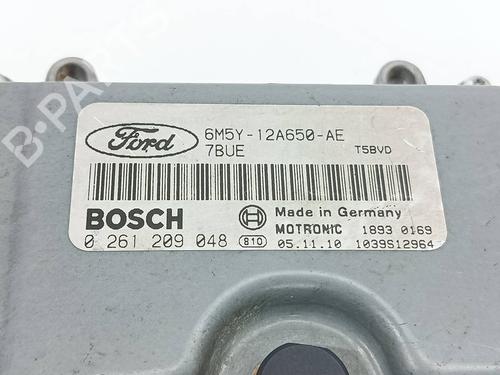 Ford
6M5Y-12A650-AE
7BUE T5BVD
BOSCH
Made in Germany
MOTRONIC 1893 0169
0 261 209 048 810 05.11.10 1039S12964
B-PARTS